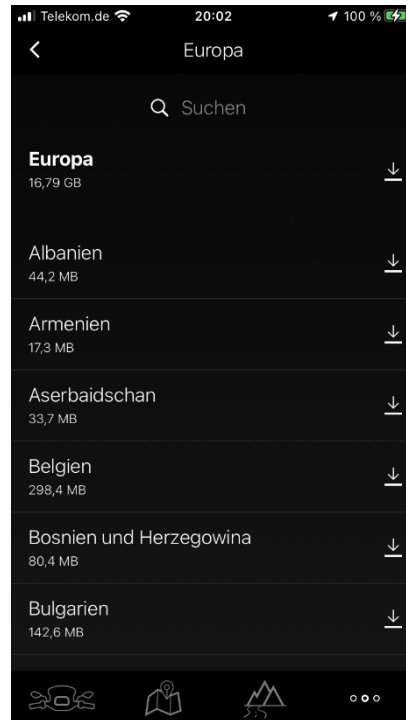 Telekom.de 20:02 100 %
Europa
Suchen
Europa
16,79 GB
Albanien
44,2 MB
Armenien
17,3 MB
Aserbaidschan
33,7 MB
Belgien
298,4 MB
Bosnien und Herzegowina
80,4 MB
Bulgarien
142,6 MB